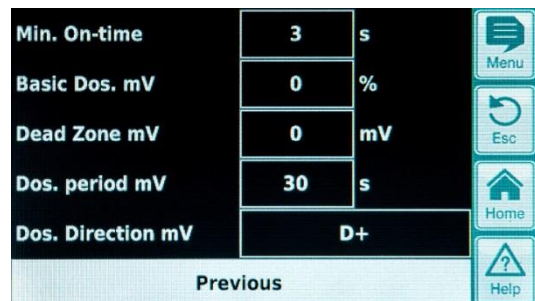 Min. On-time 3 s
Menu
Basic Dos. mV 0 %
Dead Zone mV 0 mV
Esc
Dos. period mV 30 s
Home
Dos. Direction mV D+
Previous
Help